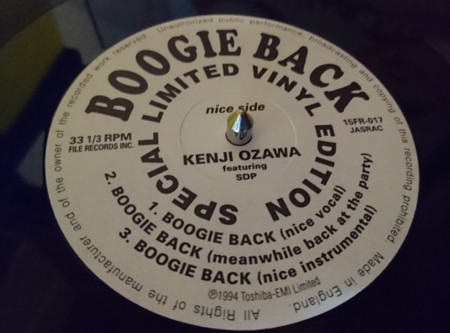 BOOGIE BACK
SPECIAL LIMITED VINYL EDITION
nice side
33 1/3 RPM
FILE RECORDS INC.
15FR-017
JASRAC
KENJI OZAWA
featuring
SDP
1. BOOGIE BACK (nice vocal)
2. BOOGIE BACK (meanwhile back at the party)
3. BOOGIE BACK (nice instrumental)
℗1994 Toshiba-EMI Limited
All Rights of the manufacturer and of the owner of the recorded work reserved. Unauthorized public performance, broadcasting and copying of this recording prohibited. Made in England.